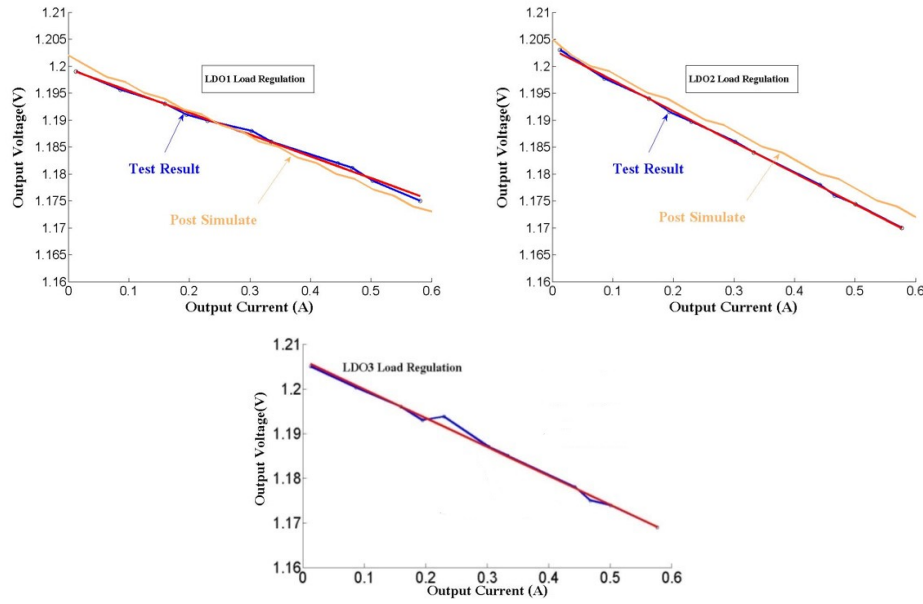 1.21
1.205
1.2
1.195
1.19
1.185
1.18
1.175
1.17
1.165
1.16
Output Voltage(V)
LDO1 Load Regulation
Test Result
Post Simulate
0 0.1 0.2 0.3 0.4 0.5 0.6
Output Current (A)
1.21
1.205
1.2
1.195
1.19
1.185
1.18
1.175
1.17
1.165
1.16
Output Voltage(V)
LDO2 Load Regulation
Test Result
Post Simulate
0 0.1 0.2 0.3 0.4 0.5 0.6
Output Current (A)
1.21
1.2
1.19
1.18
1.17
1.16
Output Voltage(V)
LDO3 Load Regulation
0 0.1 0.2 0.3 0.4 0.5 0.6
Output Current (A)